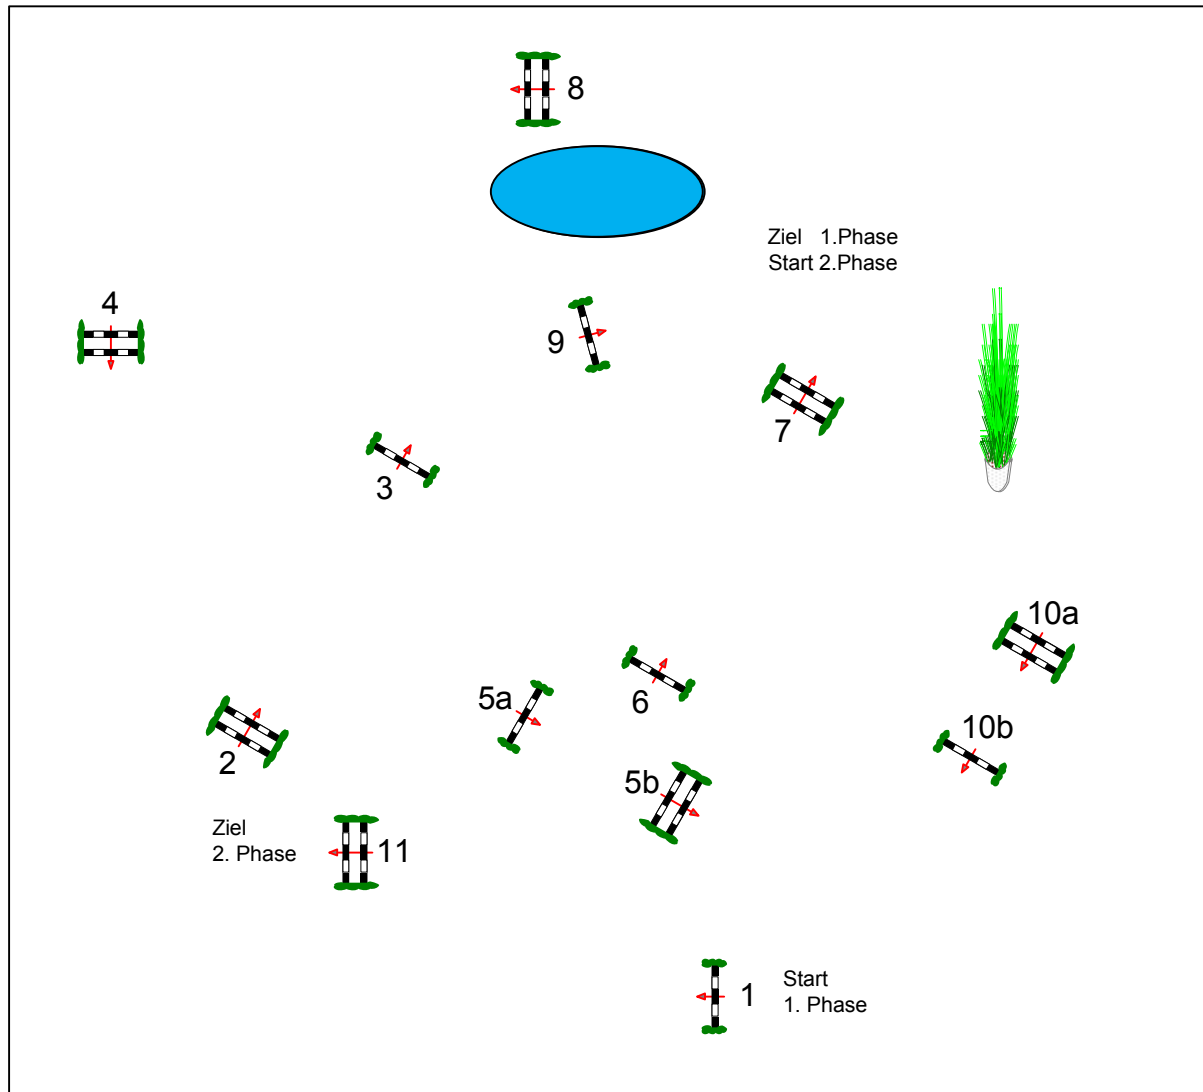 8
Ziel 1.Phase
Start 2.Phase
4
9
7
3
10a
6
5a
10b
2
5b
Ziel
2. Phase
11
1
Start
1. Phase